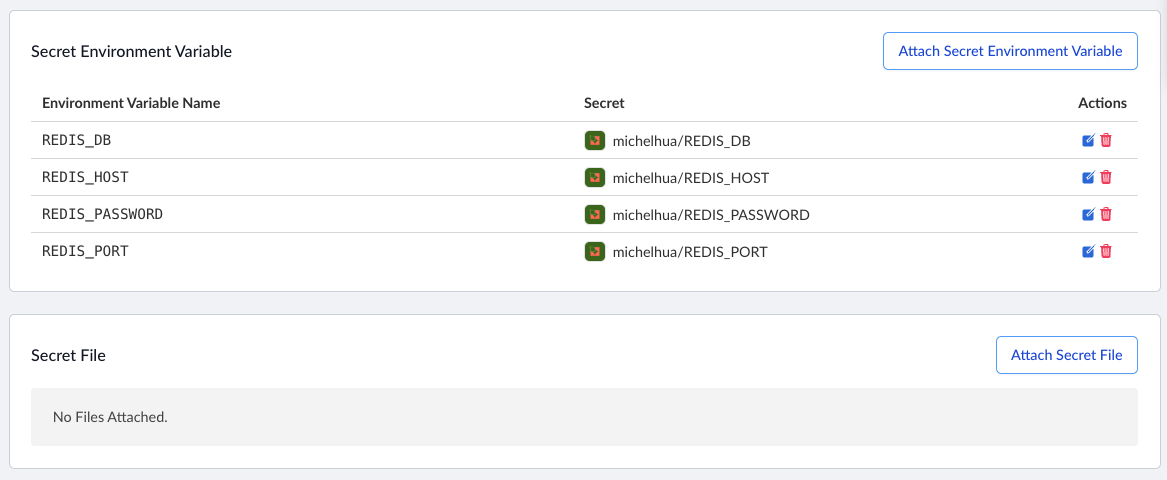 Secret Environment Variable
Attach Secret Environment Variable
Environment Variable Name Secret Actions
REDIS_DB michelhua/REDIS_DB
REDIS_HOST michelhua/REDIS_HOST
REDIS_PASSWORD michelhua/REDIS_PASSWORD
REDIS_PORT michelhua/REDIS_PORT
Secret File
Attach Secret File
No Files Attached.